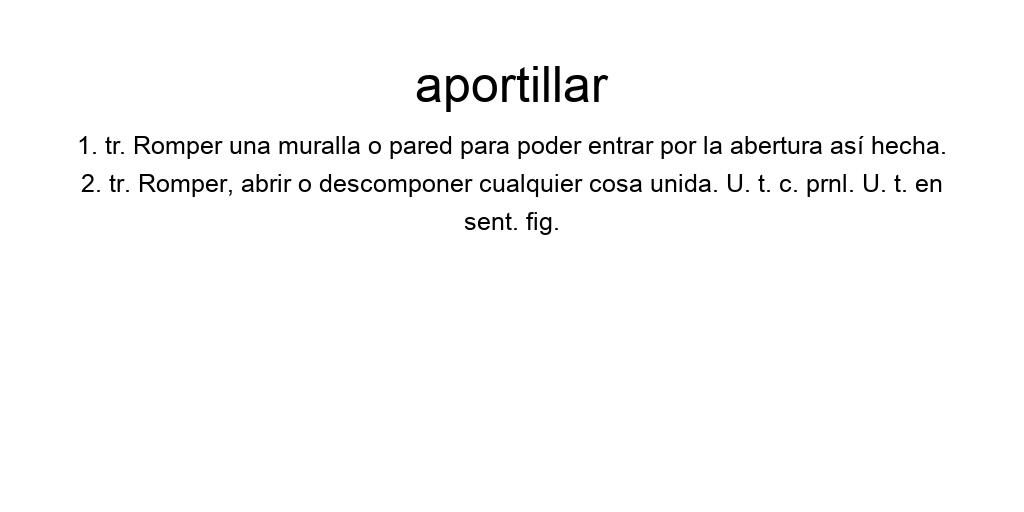 aportillar
1. tr. Romper una muralla o pared para poder entrar por la abertura así hecha.
2. tr. Romper, abrir o descomponer cualquier cosa unida. U. t. c. prnl. U. t. en
sent. fig.